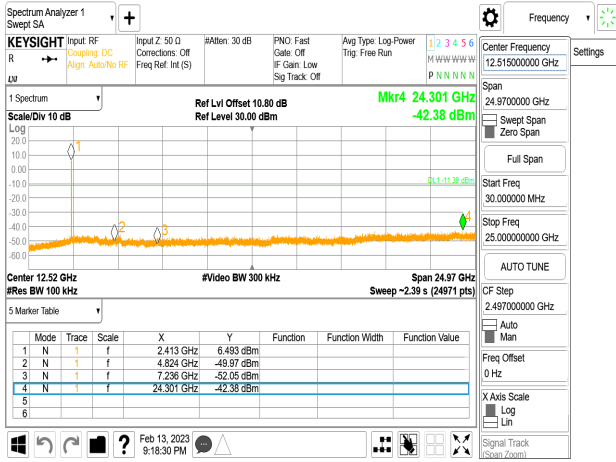 Spectrum Analyzer 1
Swept SA
Frequency
Settings
KEYSIGHT Input: RF Input Z: 50 Ω #Atten: 30 dB PNO: Fast Avg Type: Log-Power 1 2 3 4 5 6
Coupling: DC Corrections: Off Gate: Off Trig: Free Run
R Align: Auto/No RF Freq Ref: Int (S) IF Gain: Low M W W W W W
Sig Track: Off
LXI P N N N N N
1 Spectrum
Scale/Div 10 dB
Ref Lvl Offset 10.80 dB
Ref Level 30.00 dBm
Mkr4 24.301 GHz
-42.38 dBm
Log
20.0
10.0
0.00
-10.0
-20.0
-30.0
-40.0
-50.0
-60.0
1
2
3
4
DL1 -11.39 dBm
Center 12.52 GHz #Video BW 300 kHz Span 24.97 GHz
#Res BW 100 kHz Sweep ~2.39 s (24971 pts)
5 Marker Table
Mode Trace Scale X Y Function Function Width Function Value
1 N 1 f 2.413 GHz 6.493 dBm
2 N 1 f 4.824 GHz -49.97 dBm
3 N 1 f 7.236 GHz -52.05 dBm
4 N 1 f 24.301 GHz -42.38 dBm
5
6
Feb 13, 2023
9:18:30 PM
Center Frequency
12.515000000 GHz
Span
24.9700000 GHz
Swept Span
Zero Span
Full Span
Start Freq
30.000000 MHz
Stop Freq
25.000000000 GHz
AUTO TUNE
CF Step
2.497000000 GHz
Auto
Man
Freq Offset
0 Hz
X Axis Scale
Log
Lin
Signal Track
(Span Zoom)